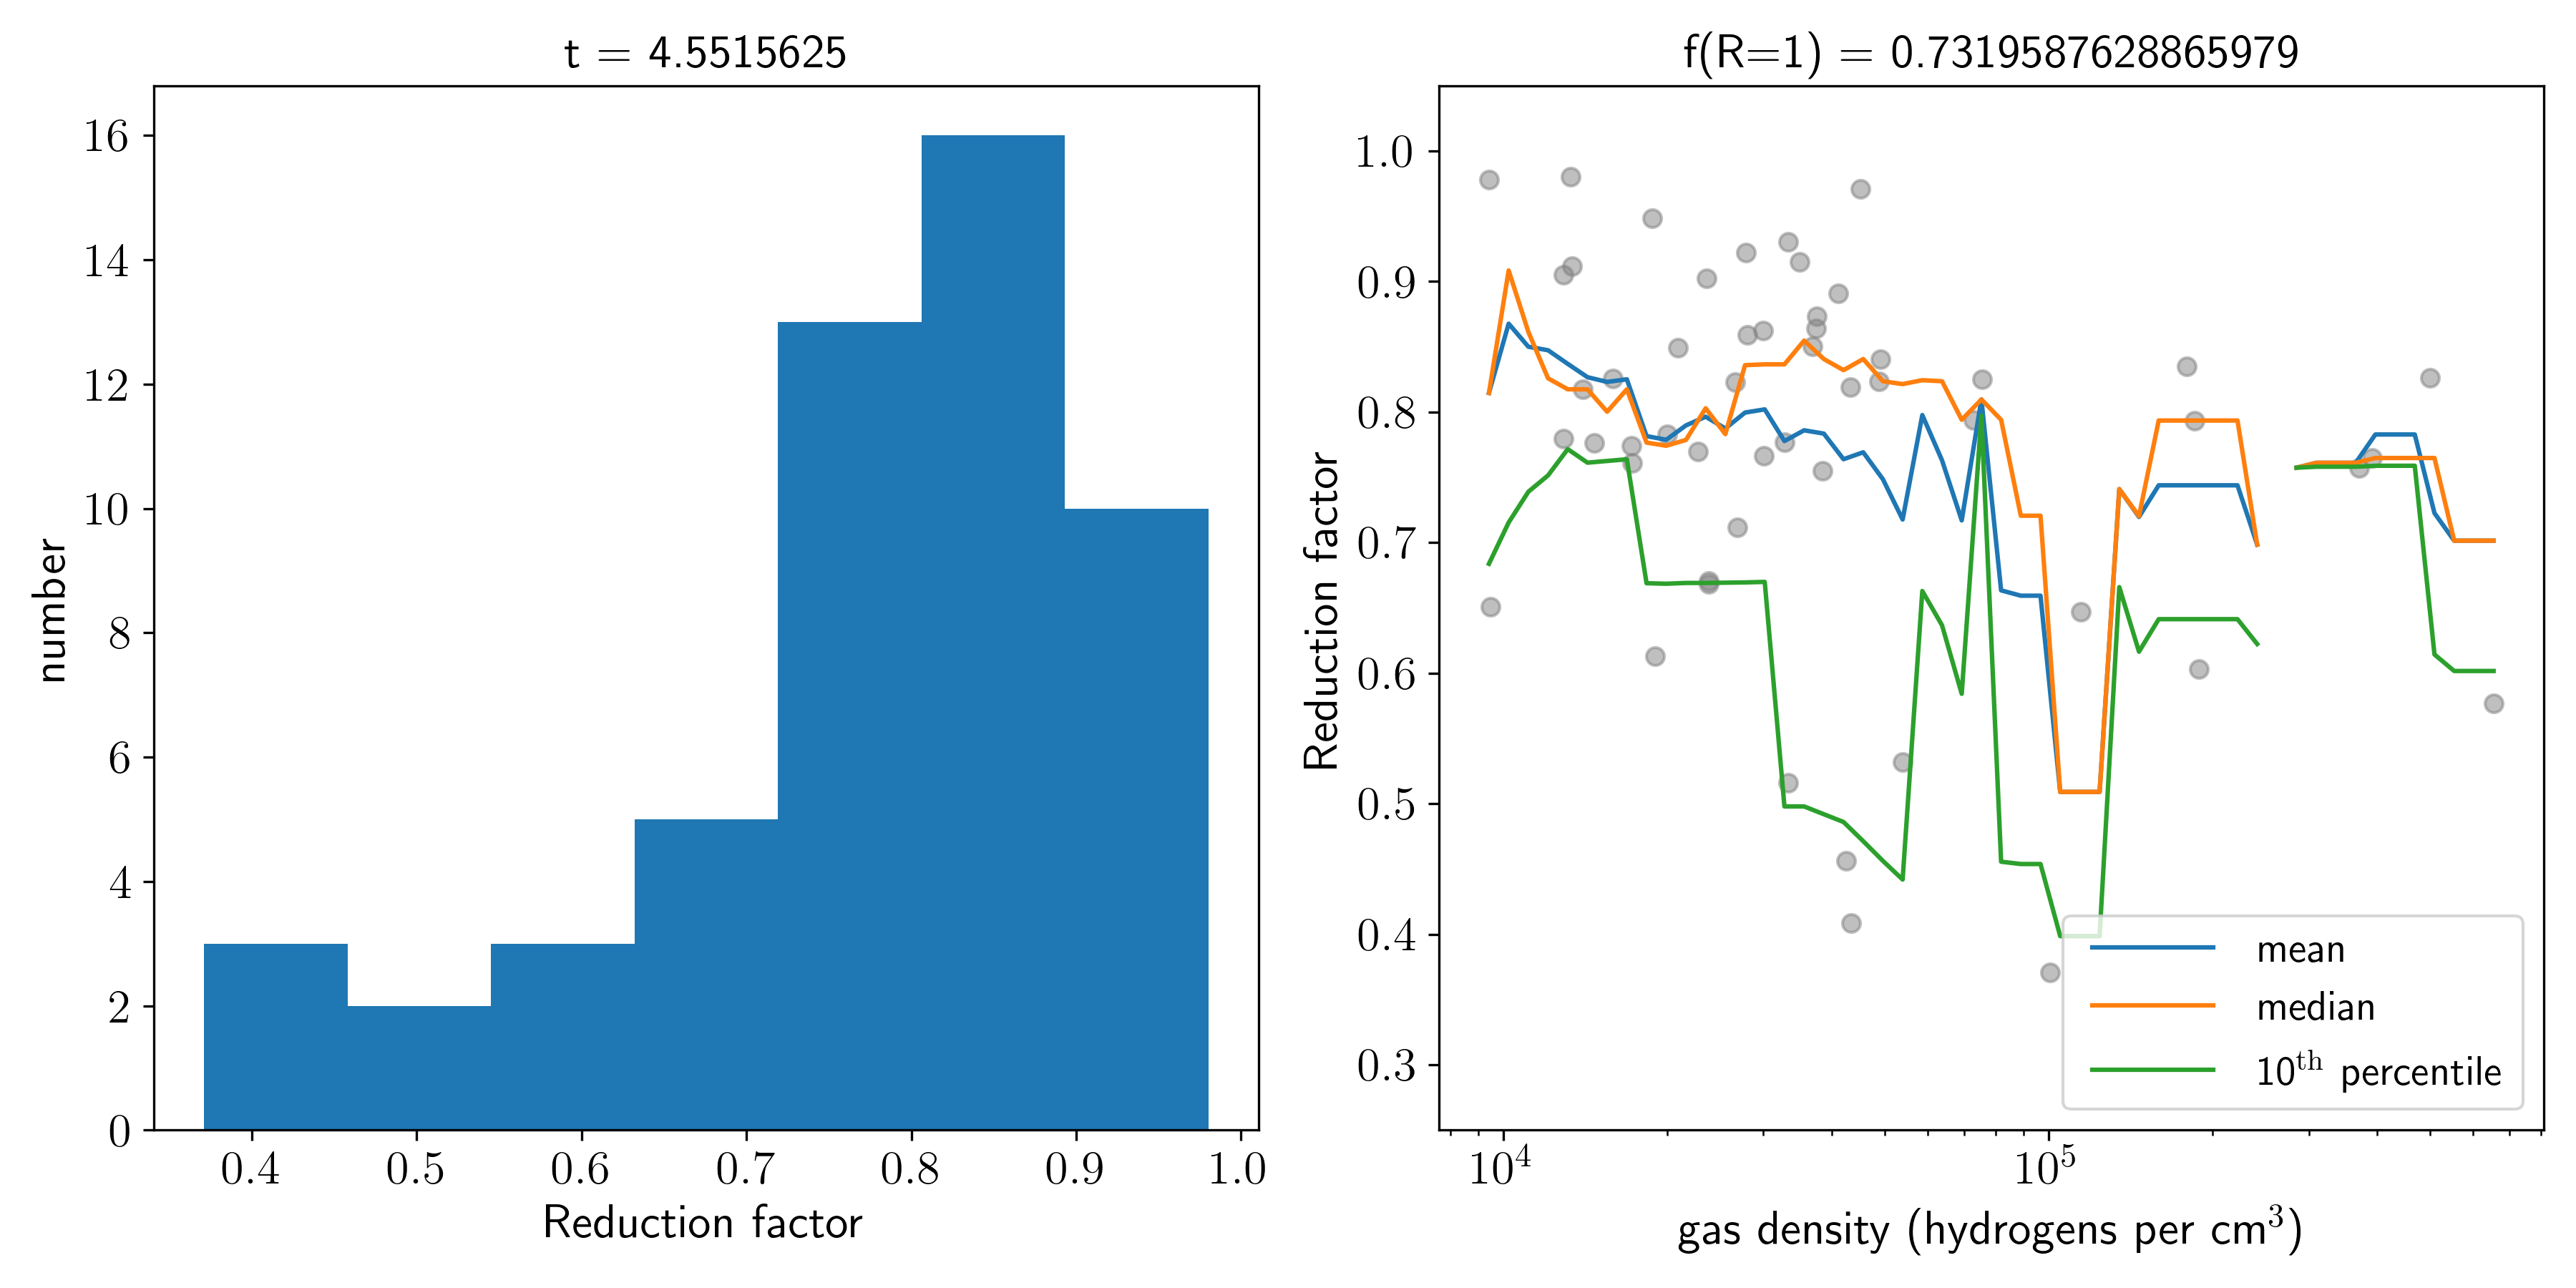 t = 4.5515625
16
14
12
10
8
6
4
2
0
number
0.4 0.5 0.6 0.7 0.8 0.9 1.0
Reduction factor
f(R=1) = 0.7319587628865979
1.0
0.9
0.8
0.7
0.6
0.5
0.4
0.3
Reduction factor
mean
median
10^th percentile
10^4 10^5
gas density (hydrogens per cm^3)